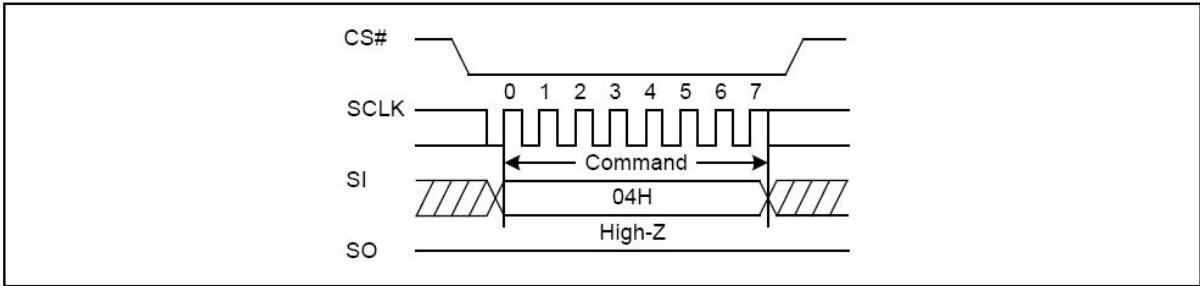 CS#
0 1 2 3 4 5 6 7
SCLK
Command
SI
04H
High-Z
SO